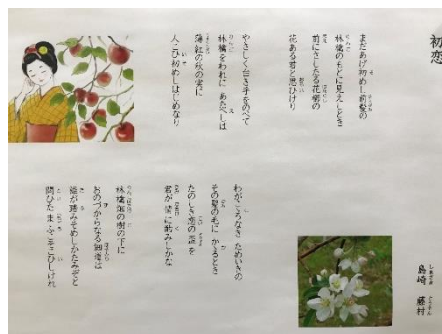 初恋
まだあげ初めし前髪の
林檎のもとに見えしとき
前にさしたる花櫛の
花ある君と思ひけり
やさしく白き手をのべて
林檎をわれにあたへしは
薄紅の秋の実に
人こひ初めしはじめなり
わがこゝろなきためいきの
その髪の毛にかゝるとき
たのしき恋の盃を
君が情に酌みしかな
林檎畑の樹の下に
おのづからなる細道は
誰が踏みそめしかたみぞと
問ひたまふこそこひしけれ
島崎 藤村